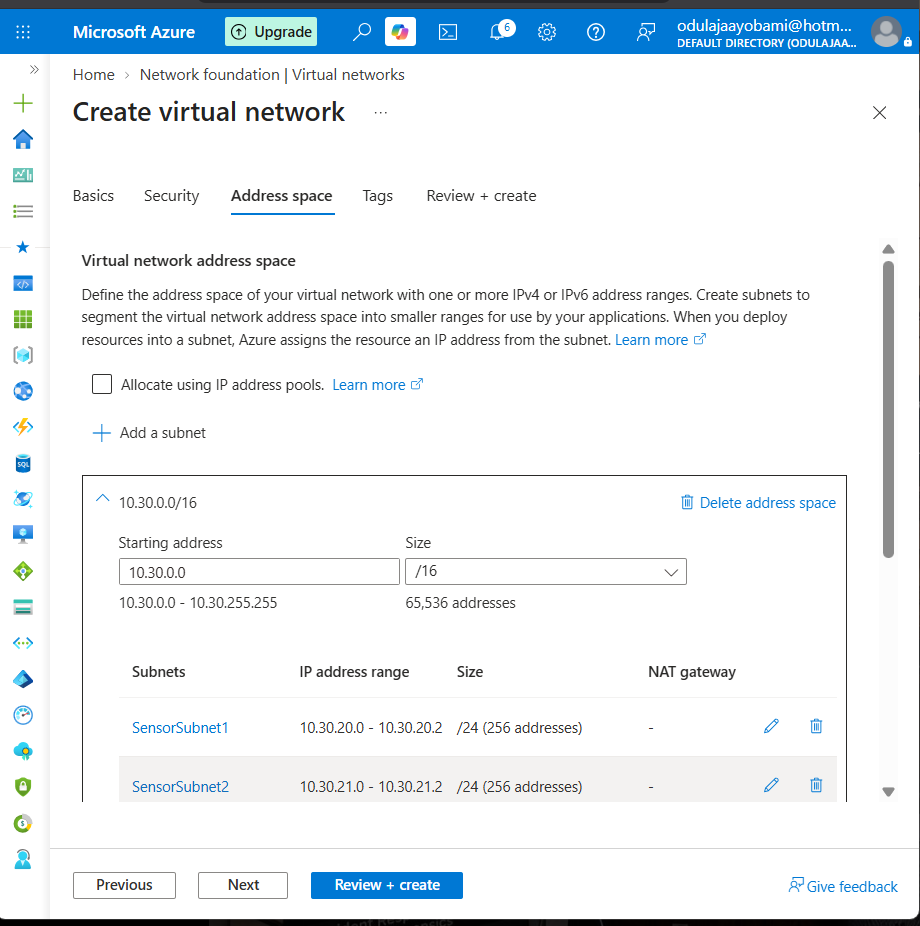 Microsoft Azure
Upgrade
6
odulajaayobami@hotm...
DEFAULT DIRECTORY (ODULAJAA...
Home › Network foundation | Virtual networks
Create virtual network ...
Basics Security Address space Tags Review + create
Virtual network address space
Define the address space of your virtual network with one or more IPv4 or IPv6 address ranges. Create subnets to
segment the virtual network address space into smaller ranges for use by your applications. When you deploy
resources into a subnet, Azure assigns the resource an IP address from the subnet. Learn more
Allocate using IP address pools. Learn more
Add a subnet
10.30.0.0/16 Delete address space
Starting address Size
10.30.0.0 /16
10.30.0.0 - 10.30.255.255 65,536 addresses
Subnets IP address range Size NAT gateway
SensorSubnet1 10.30.20.0 - 10.30.20.2 /24 (256 addresses) -
SensorSubnet2 10.30.21.0 - 10.30.21.2 /24 (256 addresses) -
Previous Next Review + create Give feedback